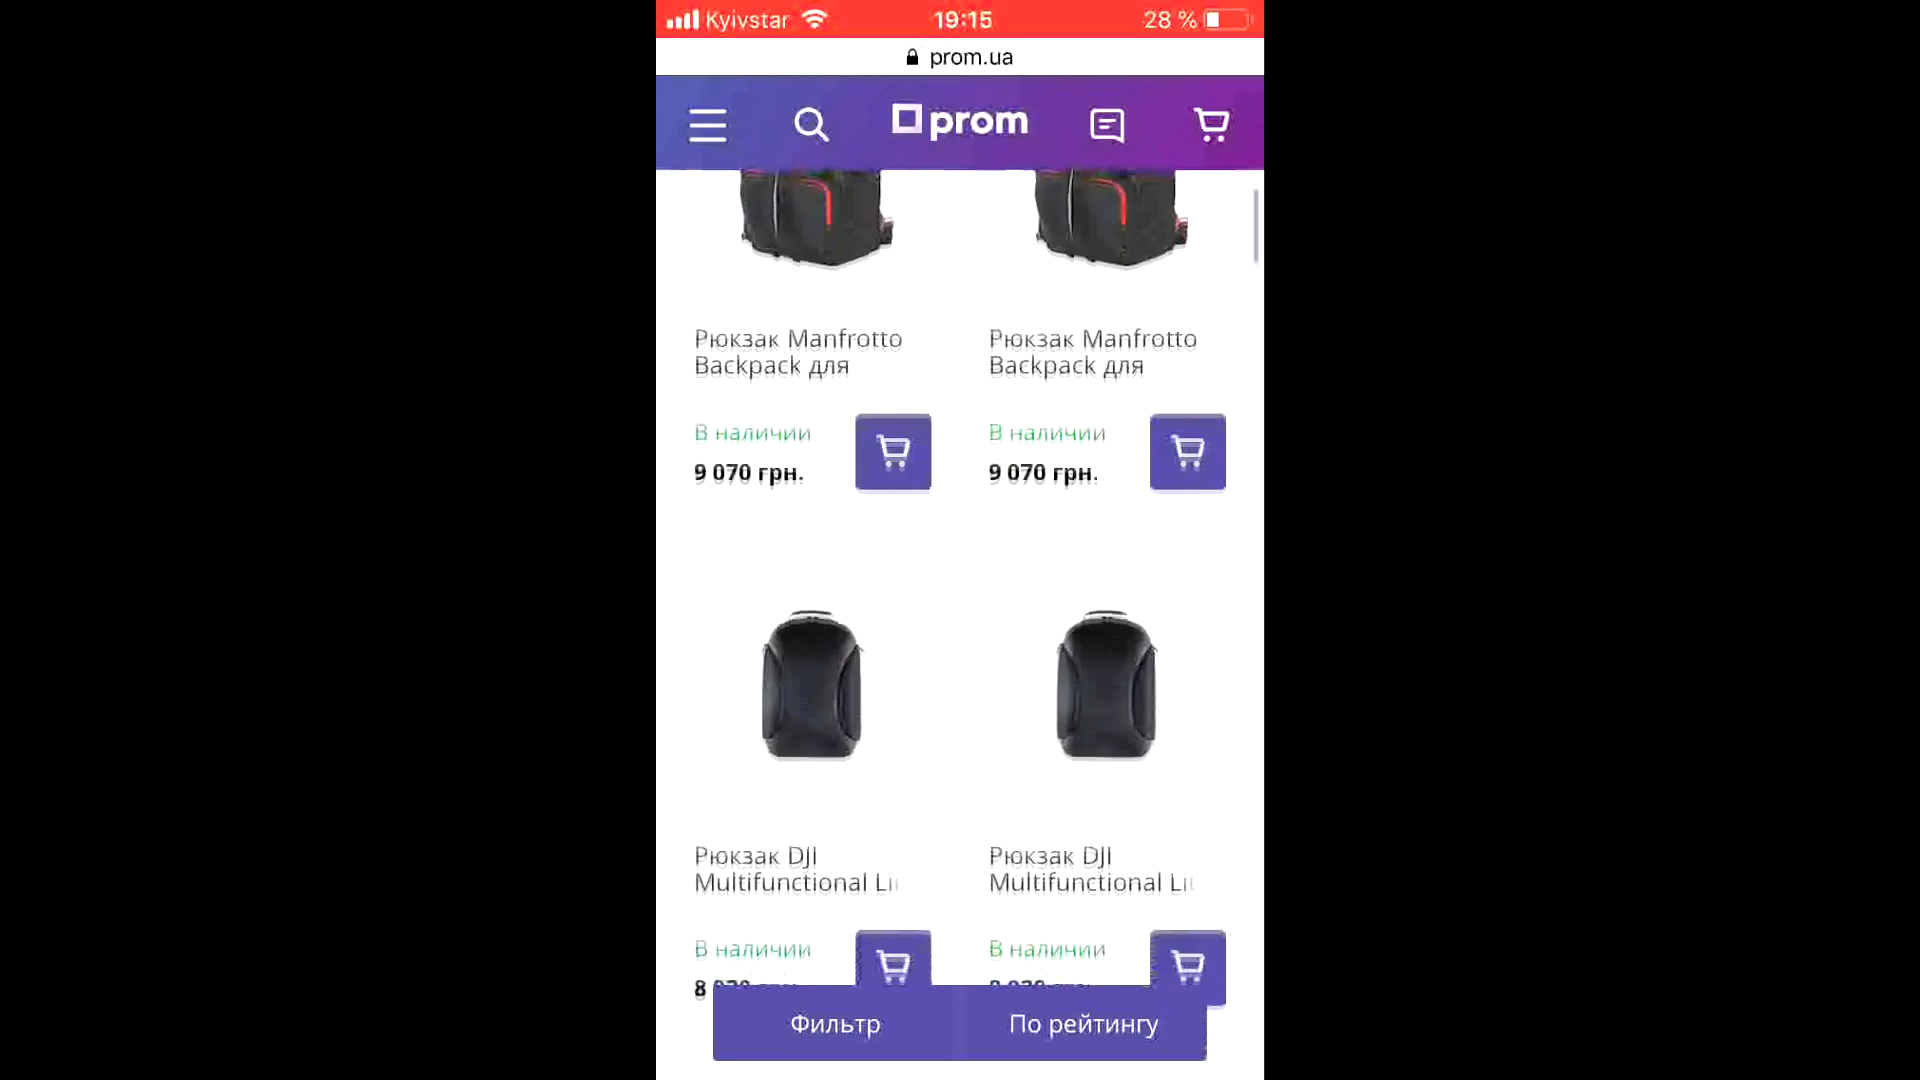 Kyivstar 19:15 28 %
prom.ua
prom
Рюкзак Manfrotto
Backpack для
В наличии
9 070 грн.
Рюкзак Manfrotto
Backpack для
В наличии
9 070 грн.
Рюкзак DJI
Multifunctional
В наличии
8
Рюкзак DJI
Multifunctional
В наличии
Фильтр
По рейтингу